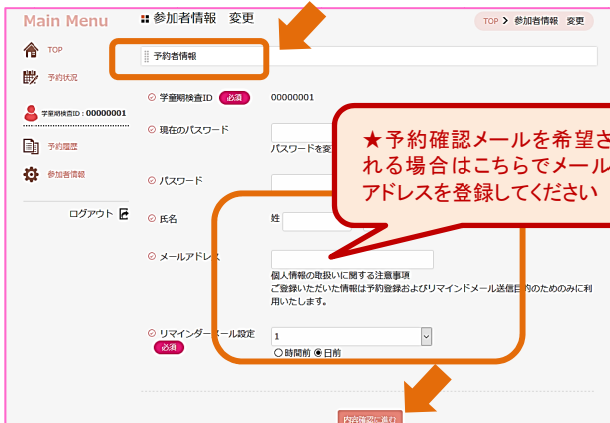 Main Menu
参加者情報　変更
TOP > 参加者情報　変更
TOP
予約者情報
予約状況
学童期検査ID 必須 00000001
学童期検査ID：00000001
現在のパスワード
パスワードを変
予約履歴
参加者情報
パスワード
★予約確認メールを希望さ
れる場合はこちらでメール
アドレスを登録してください
ログアウト
氏名 姓
メールアドレス
個人情報の取扱いに関する注意事項
ご登録いただいた情報は予約登録およびリマインドメール送信目的のためのみに利
用いたします。
リマインダーメール設定 1
必須
時間前 日前
内容確認に進む